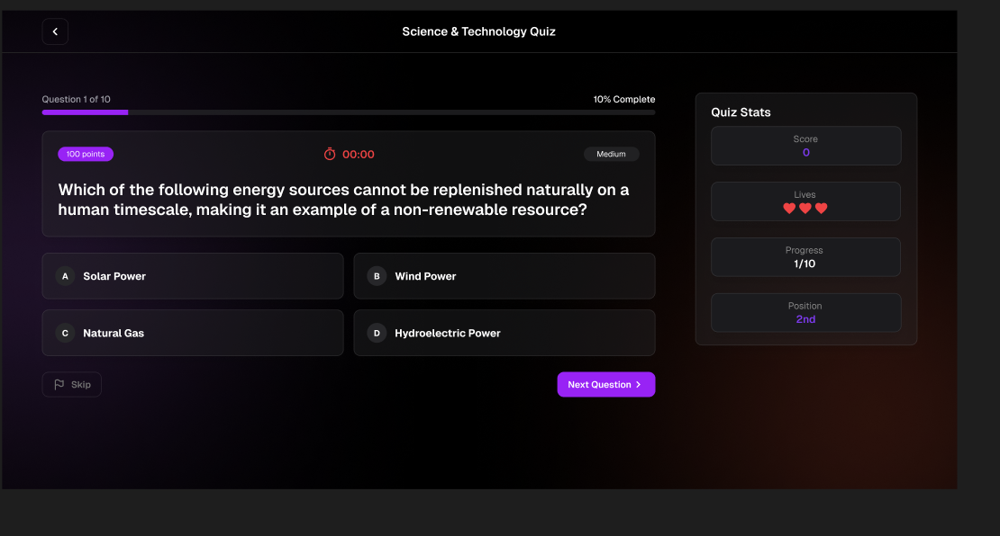 Science & Technology Quiz
Question 1 of 10
10% Complete
100 points
00:00
Medium
Which of the following energy sources cannot be replenished naturally on a
human timescale, making it an example of a non-renewable resource?
A Solar Power
B Wind Power
C Natural Gas
D Hydroelectric Power
Skip
Next Question
Quiz Stats
Score
0
Lives
Progress
1/10
Position
2nd